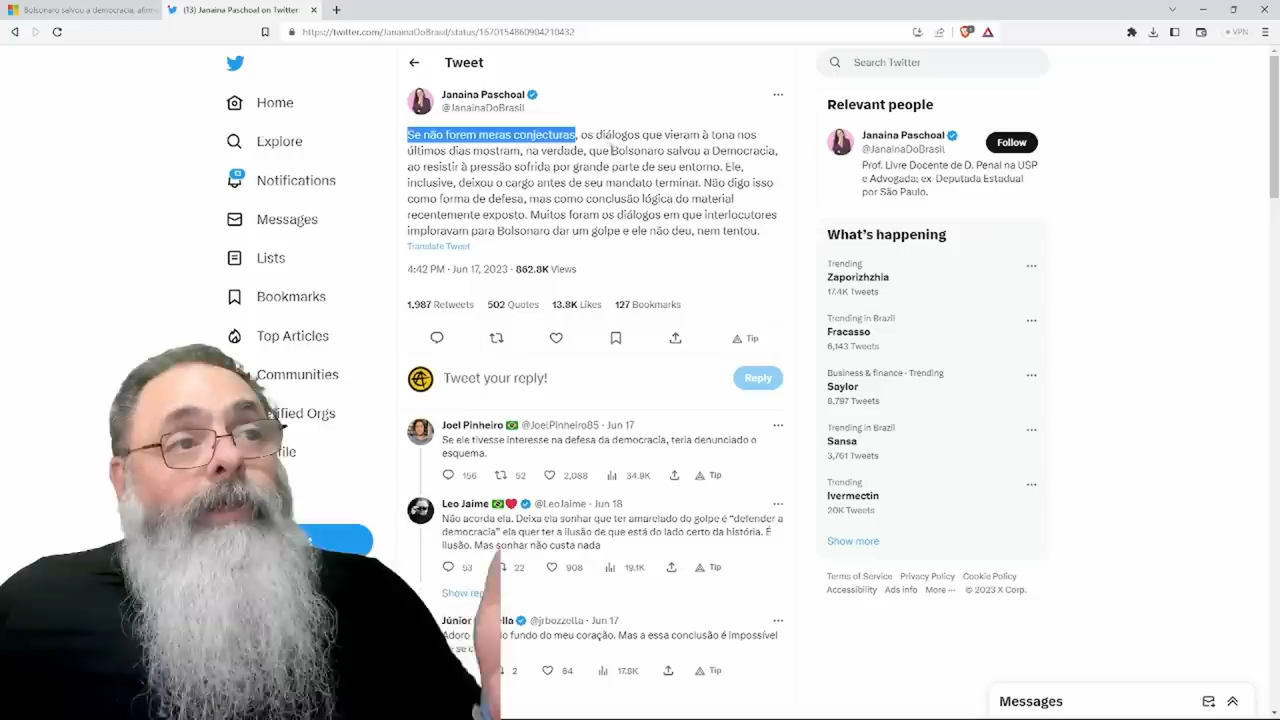 Bolsonaro salvou a democracia, afirm
(13) Janaina Paschoal on Twitter:
https://twitter.com/JanainaDoBrasil/status/1670154860904210432
VPN
Home
Explore
Notifications
Messages
Lists
Bookmarks
Top Articles
Communities
Tweet
Janaina Paschoal
@JanainaDoBrasil
Se não forem meras conjecturas, os diálogos que vieram à tona nos
últimos dias mostram, na verdade, que Bolsonaro salvou a Democracia,
ao resistir à pressão sofrida por grande parte de seu entorno. Ele,
inclusive, deixou o cargo antes de seu mandato terminar. Não digo isso
como forma de defesa, mas como conclusão lógica do material
recentemente exposto. Muitos foram os diálogos em que interlocutores
imploravam para Bolsonaro dar um golpe e ele não deu, nem tentou.
Translate Tweet
4:42 PM · Jun 17, 2023 · 862.8K Views
1,987 Retweets 502 Quotes 13.8K Likes 127 Bookmarks
Tip
Tweet your reply!
Reply
Joel Pinheiro @JoelPinheiro85 · Jun 17
Se ele tivesse interesse na defesa da democracia, teria denunciado o
esquema.
156 52 2,088 34.9K Tip
Leo Jaime @LeoJaime · Jun 18
Não acorda ela. Deixa ela sonhar que ter amarelado do golpe é “defender a
democracia” ela quer ter a ilusão de que está do lado certo da história. É
ilusão. Mas sonhar não custa nada
53 22 908 19.1K Tip
Show
Júnior @jrbozzella · Jun 17
fundo do meu coração. Mas a essa conclusão é impossível
2 64 17.8K Tip
Search Twitter
Relevant people
Janaina Paschoal
@JanainaDoBrasil
Follow
Prof. Livre Docente de D. Penal na USP
e Advogada; ex- Deputada Estadual
por São Paulo.
What's happening
Trending
Zaporizhzhia
17.4K Tweets
Trending in Brazil
Fracasso
6,143 Tweets
Business & finance · Trending
Saylor
8,797 Tweets
Trending in Brazil
Sansa
3,761 Tweets
Trending
Ivermectin
20K Tweets
Show more
Terms of Service Privacy Policy Cookie Policy
Accessibility Ads info More ··· © 2023 X Corp.
Messages